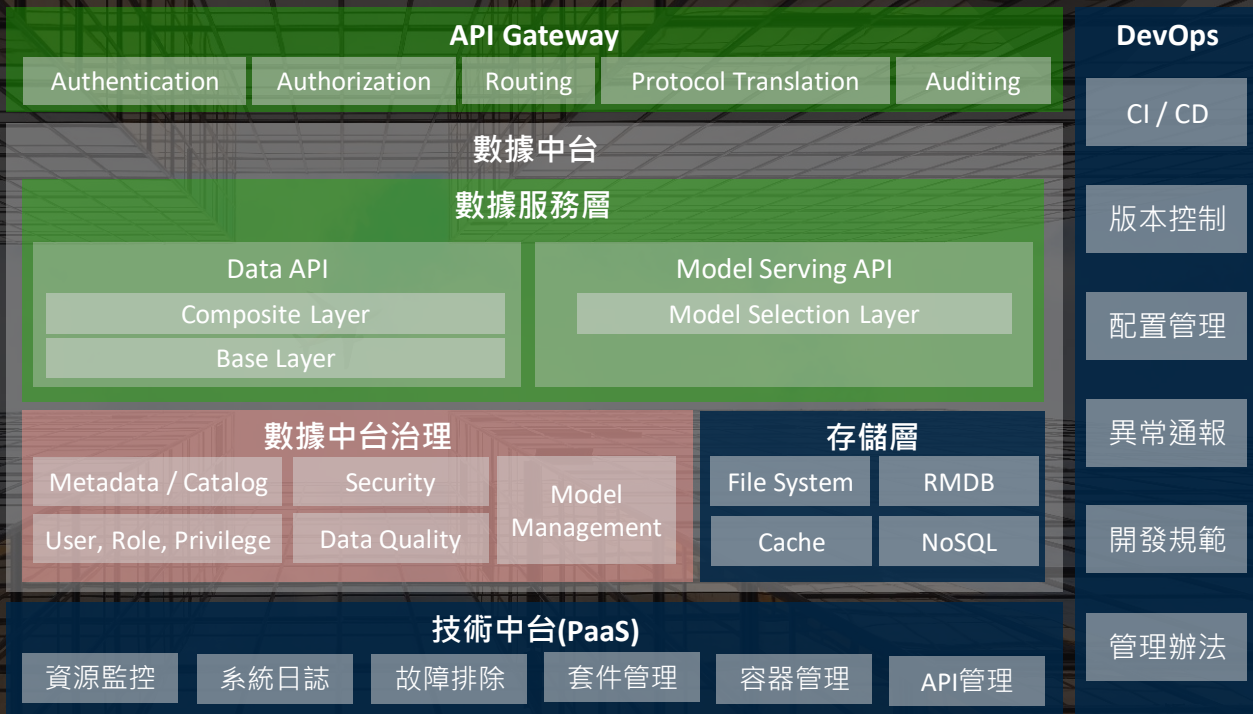 API Gateway
Authentication
Authorization
Routing
Protocol Translation
Auditing
數據中台
數據服務層
Data API
Composite Layer
Base Layer
Model Serving API
Model Selection Layer
數據中台治理
Metadata / Catalog
Security
User, Role, Privilege
Data Quality
Model
Management
存儲層
File System
RMDB
Cache
NoSQL
技術中台(PaaS)
資源監控
系統日誌
故障排除
套件管理
容器管理
API管理
DevOps
CI / CD
版本控制
配置管理
異常通報
開發規範
管理辦法